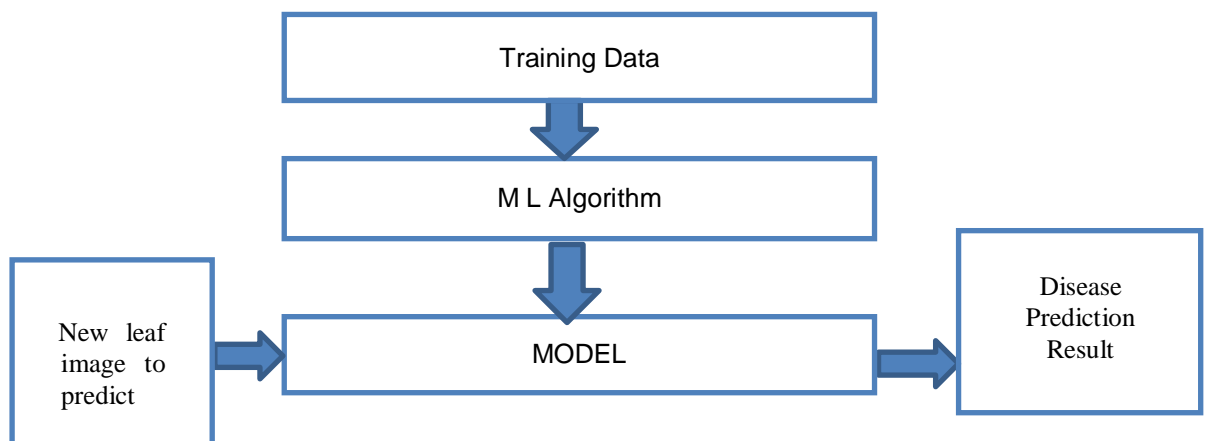 Training Data
M L Algorithm
New leaf
image to
predict
MODEL
Disease
Prediction
Result